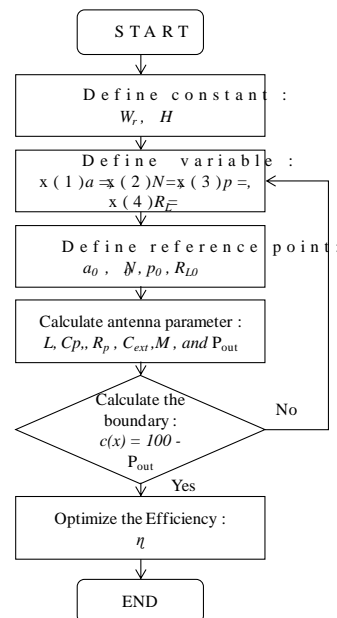 START
Define constant :
Wr, H
Define variable :
x(1)=a, x(2)=N, x(3)=p,
x(4)=RL
Define reference point:
a0 , N0, p0 , RL0
Calculate antenna parameter :
L, Cp,, Rp , Cext ,M , and Pout
Calculate the
boundary :
c(x) = 100 -
Pout
No
Yes
Optimize the Efficiency :
η
END